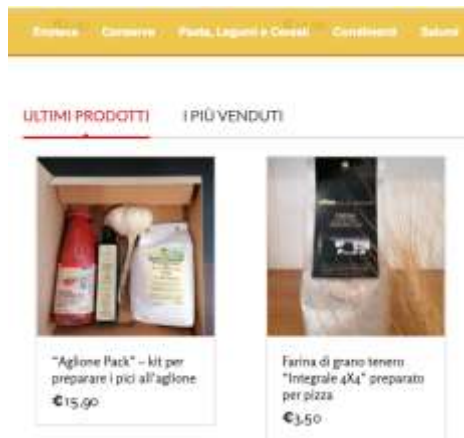 Enoteca Conserve Pasta, Legumi e Cereali Condimenti Salumi
ULTIMI PRODOTTI I PIÙ VENDUTI
"Aglione Pack" – kit per
preparare i pici all'aglione
€15,90
Farina di grano tenero
"Integrale 4X4" preparato
per pizza
€3,50